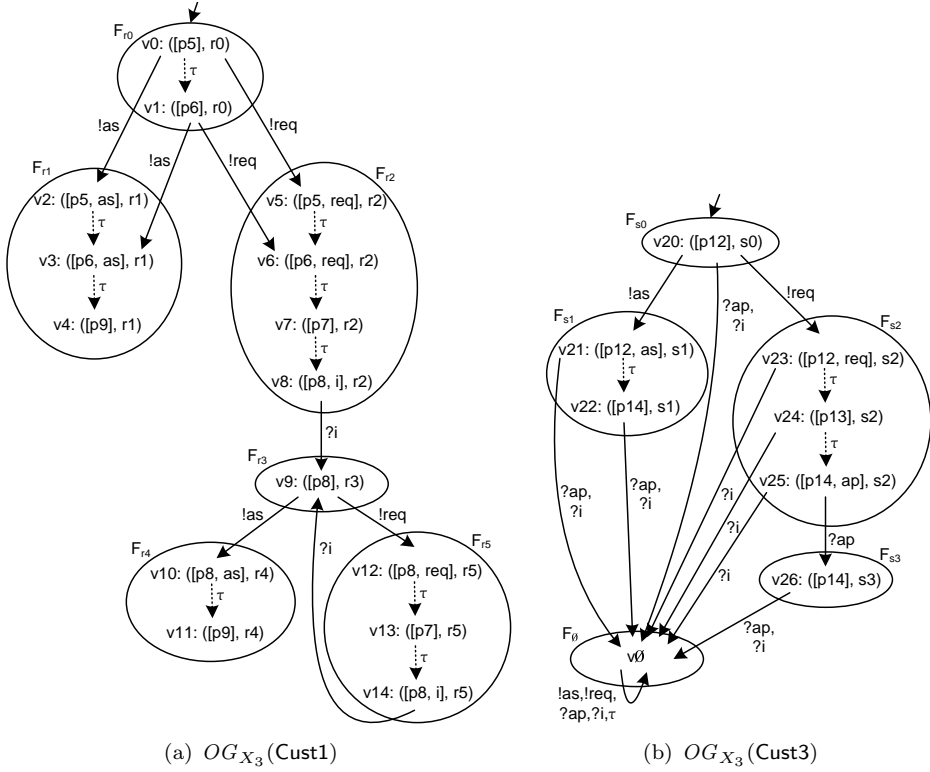 F_r0
v0: ([p5], r0)
τ
v1: ([p6], r0)
!as
!as
!req
!req
F_r1
v2: ([p5, as], r1)
τ
v3: ([p6, as], r1)
τ
v4: ([p9], r1)
F_r2
v5: ([p5, req], r2)
τ
v6: ([p6, req], r2)
τ
v7: ([p7], r2)
τ
v8: ([p8, i], r2)
?i
F_r3
v9: ([p8], r3)
!as
?i
!req
F_r4
v10: ([p8, as], r4)
τ
v11: ([p9], r4)
F_r5
v12: ([p8, req], r5)
τ
v13: ([p7], r5)
τ
v14: ([p8, i], r5)
(a) OG_X3(Cust1)
F_s0
v20: ([p12], s0)
!as
?ap,
?i
!req
F_s1
v21: ([p12, as], s1)
τ
v22: ([p14], s1)
F_s2
v23: ([p12, req], s2)
τ
v24: ([p13], s2)
τ
v25: ([p14, ap], s2)
?ap,
?i
?ap,
?i
?i
?i
?i
?ap
F_s3
v26: ([p14], s3)
?ap,
?i
F_Ø
vØ
!as,!req,
?ap,?i,τ
(b) OG_X3(Cust3)